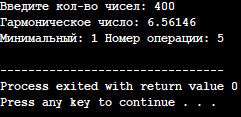 Введите кол-во чисел: 400
Гармоническое число: 6.56146
Минимальный: 1 Номер операции: 5
--------------------------------
Process exited with return value 0
Press any key to continue . . .